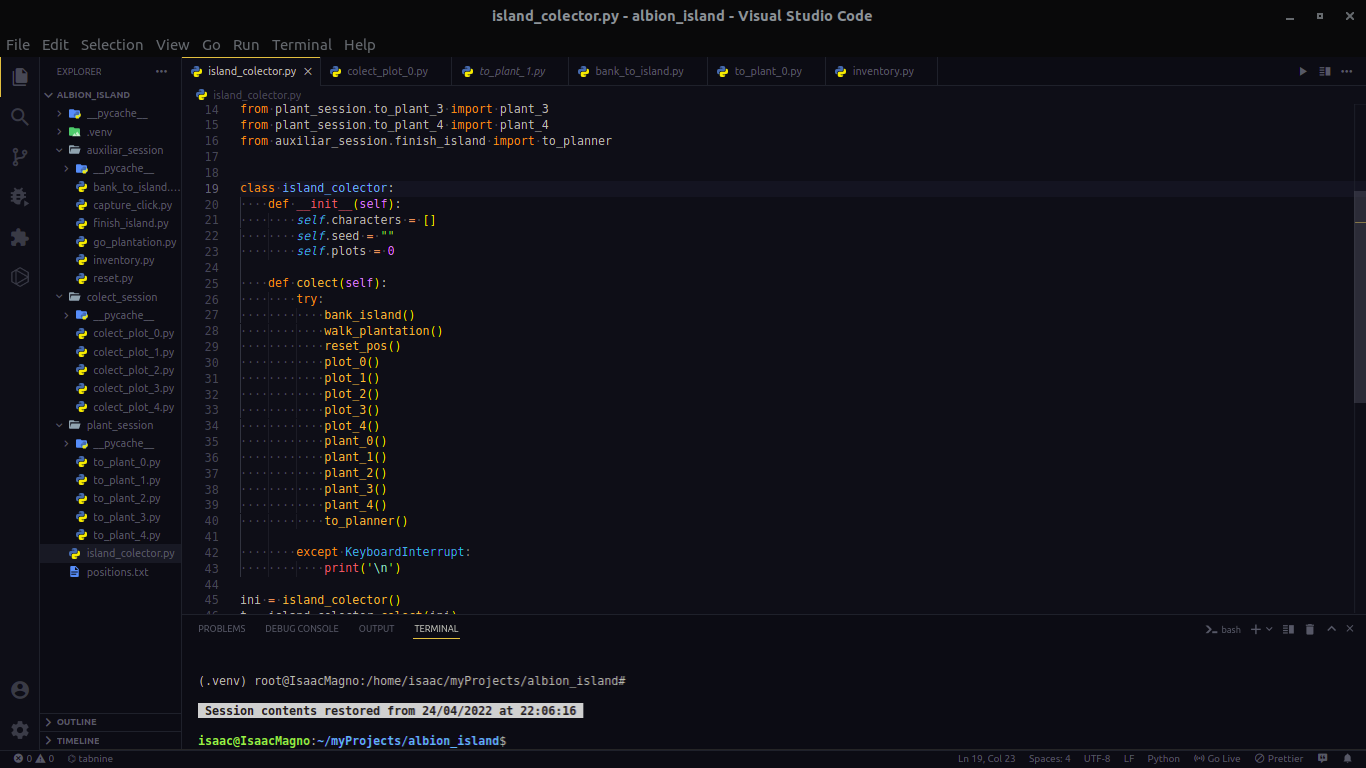 island_colector.py - albion_island - Visual Studio Code
File Edit Selection View Go Run Terminal Help
EXPLORER
island_colector.py colect_plot_0.py to_plant_1.py bank_to_island.py to_plant_0.py inventory.py
ALBION_ISLAND
__pycache__
.venv
auxiliar_session
__pycache__
bank_to_island....
capture_click.py
finish_island.py
go_plantation.py
inventory.py
reset.py
colect_session
__pycache__
colect_plot_0.py
colect_plot_1.py
colect_plot_2.py
colect_plot_3.py
colect_plot_4.py
plant_session
__pycache__
to_plant_0.py
to_plant_1.py
to_plant_2.py
to_plant_3.py
to_plant_4.py
island_colector.py
positions.txt
OUTLINE
TIMELINE
island_colector.py
14 from plant_session.to_plant_3 import plant_3
15 from plant_session.to_plant_4 import plant_4
16 from auxiliar_session.finish_island import to_planner
17
18
19 class island_colector:
20 def __init__(self):
21 self.characters = []
22 self.seed = ""
23 self.plots = 0
24
25 def colect(self):
26 try:
27 bank_island()
28 walk_plantation()
29 reset_pos()
30 plot_0()
31 plot_1()
32 plot_2()
33 plot_3()
34 plot_4()
35 plant_0()
36 plant_1()
37 plant_2()
38 plant_3()
39 plant_4()
40 to_planner()
41
42 except KeyboardInterrupt:
43 print('\n')
44
45 ini = island_colector()
PROBLEMS DEBUG CONSOLE OUTPUT TERMINAL bash
(.venv) root@IsaacMagno:/home/isaac/myProjects/albion_island#
Session contents restored from 24/04/2022 at 22:06:16
isaac@IsaacMagno:~/myProjects/albion_island$
0 0 tabnine Ln 19, Col 23 Spaces: 4 UTF-8 LF Python Go Live Prettier